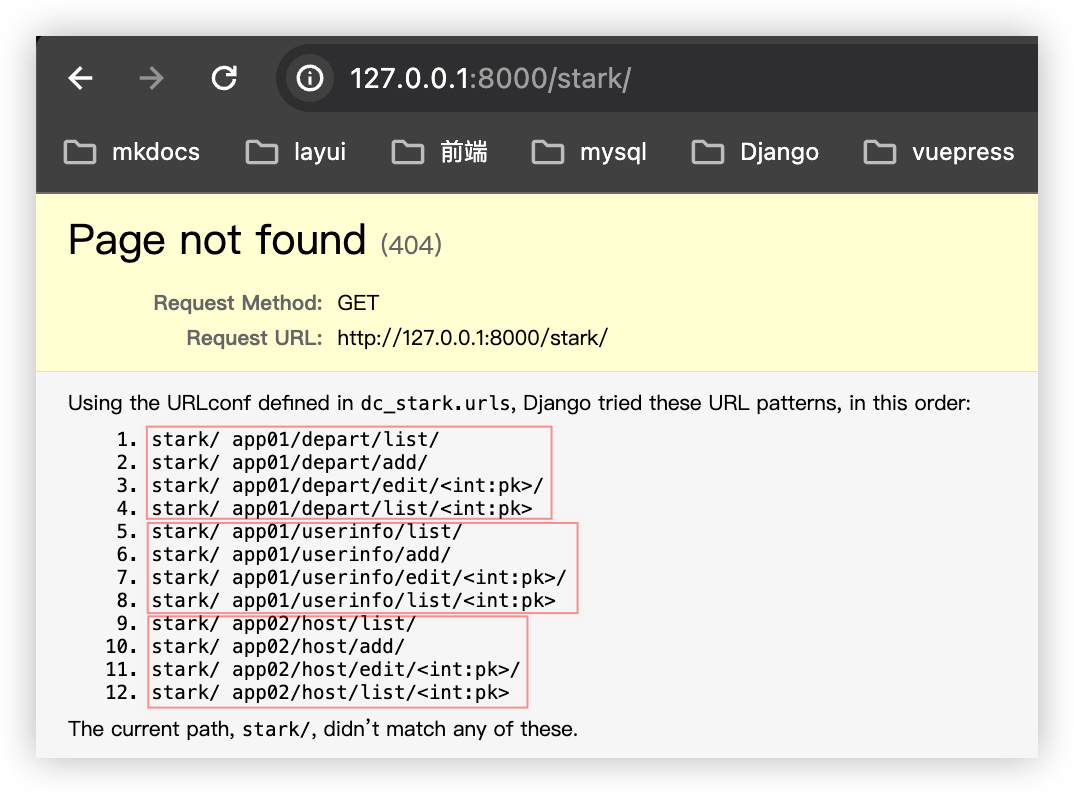 127.0.0.1:8000/stark/
mkdocs layui 前端 mysql Django vuepress
Page not found (404)
Request Method: GET
Request URL: http://127.0.0.1:8000/stark/
Using the URLconf defined in dc_stark.urls, Django tried these URL patterns, in this order:
1. stark/ app01/depart/list/
2. stark/ app01/depart/add/
3. stark/ app01/depart/edit/<int:pk>/
4. stark/ app01/depart/list/<int:pk>
5. stark/ app01/userinfo/list/
6. stark/ app01/userinfo/add/
7. stark/ app01/userinfo/edit/<int:pk>/
8. stark/ app01/userinfo/list/<int:pk>
9. stark/ app02/host/list/
10. stark/ app02/host/add/
11. stark/ app02/host/edit/<int:pk>/
12. stark/ app02/host/list/<int:pk>
The current path, stark/, didn’t match any of these.